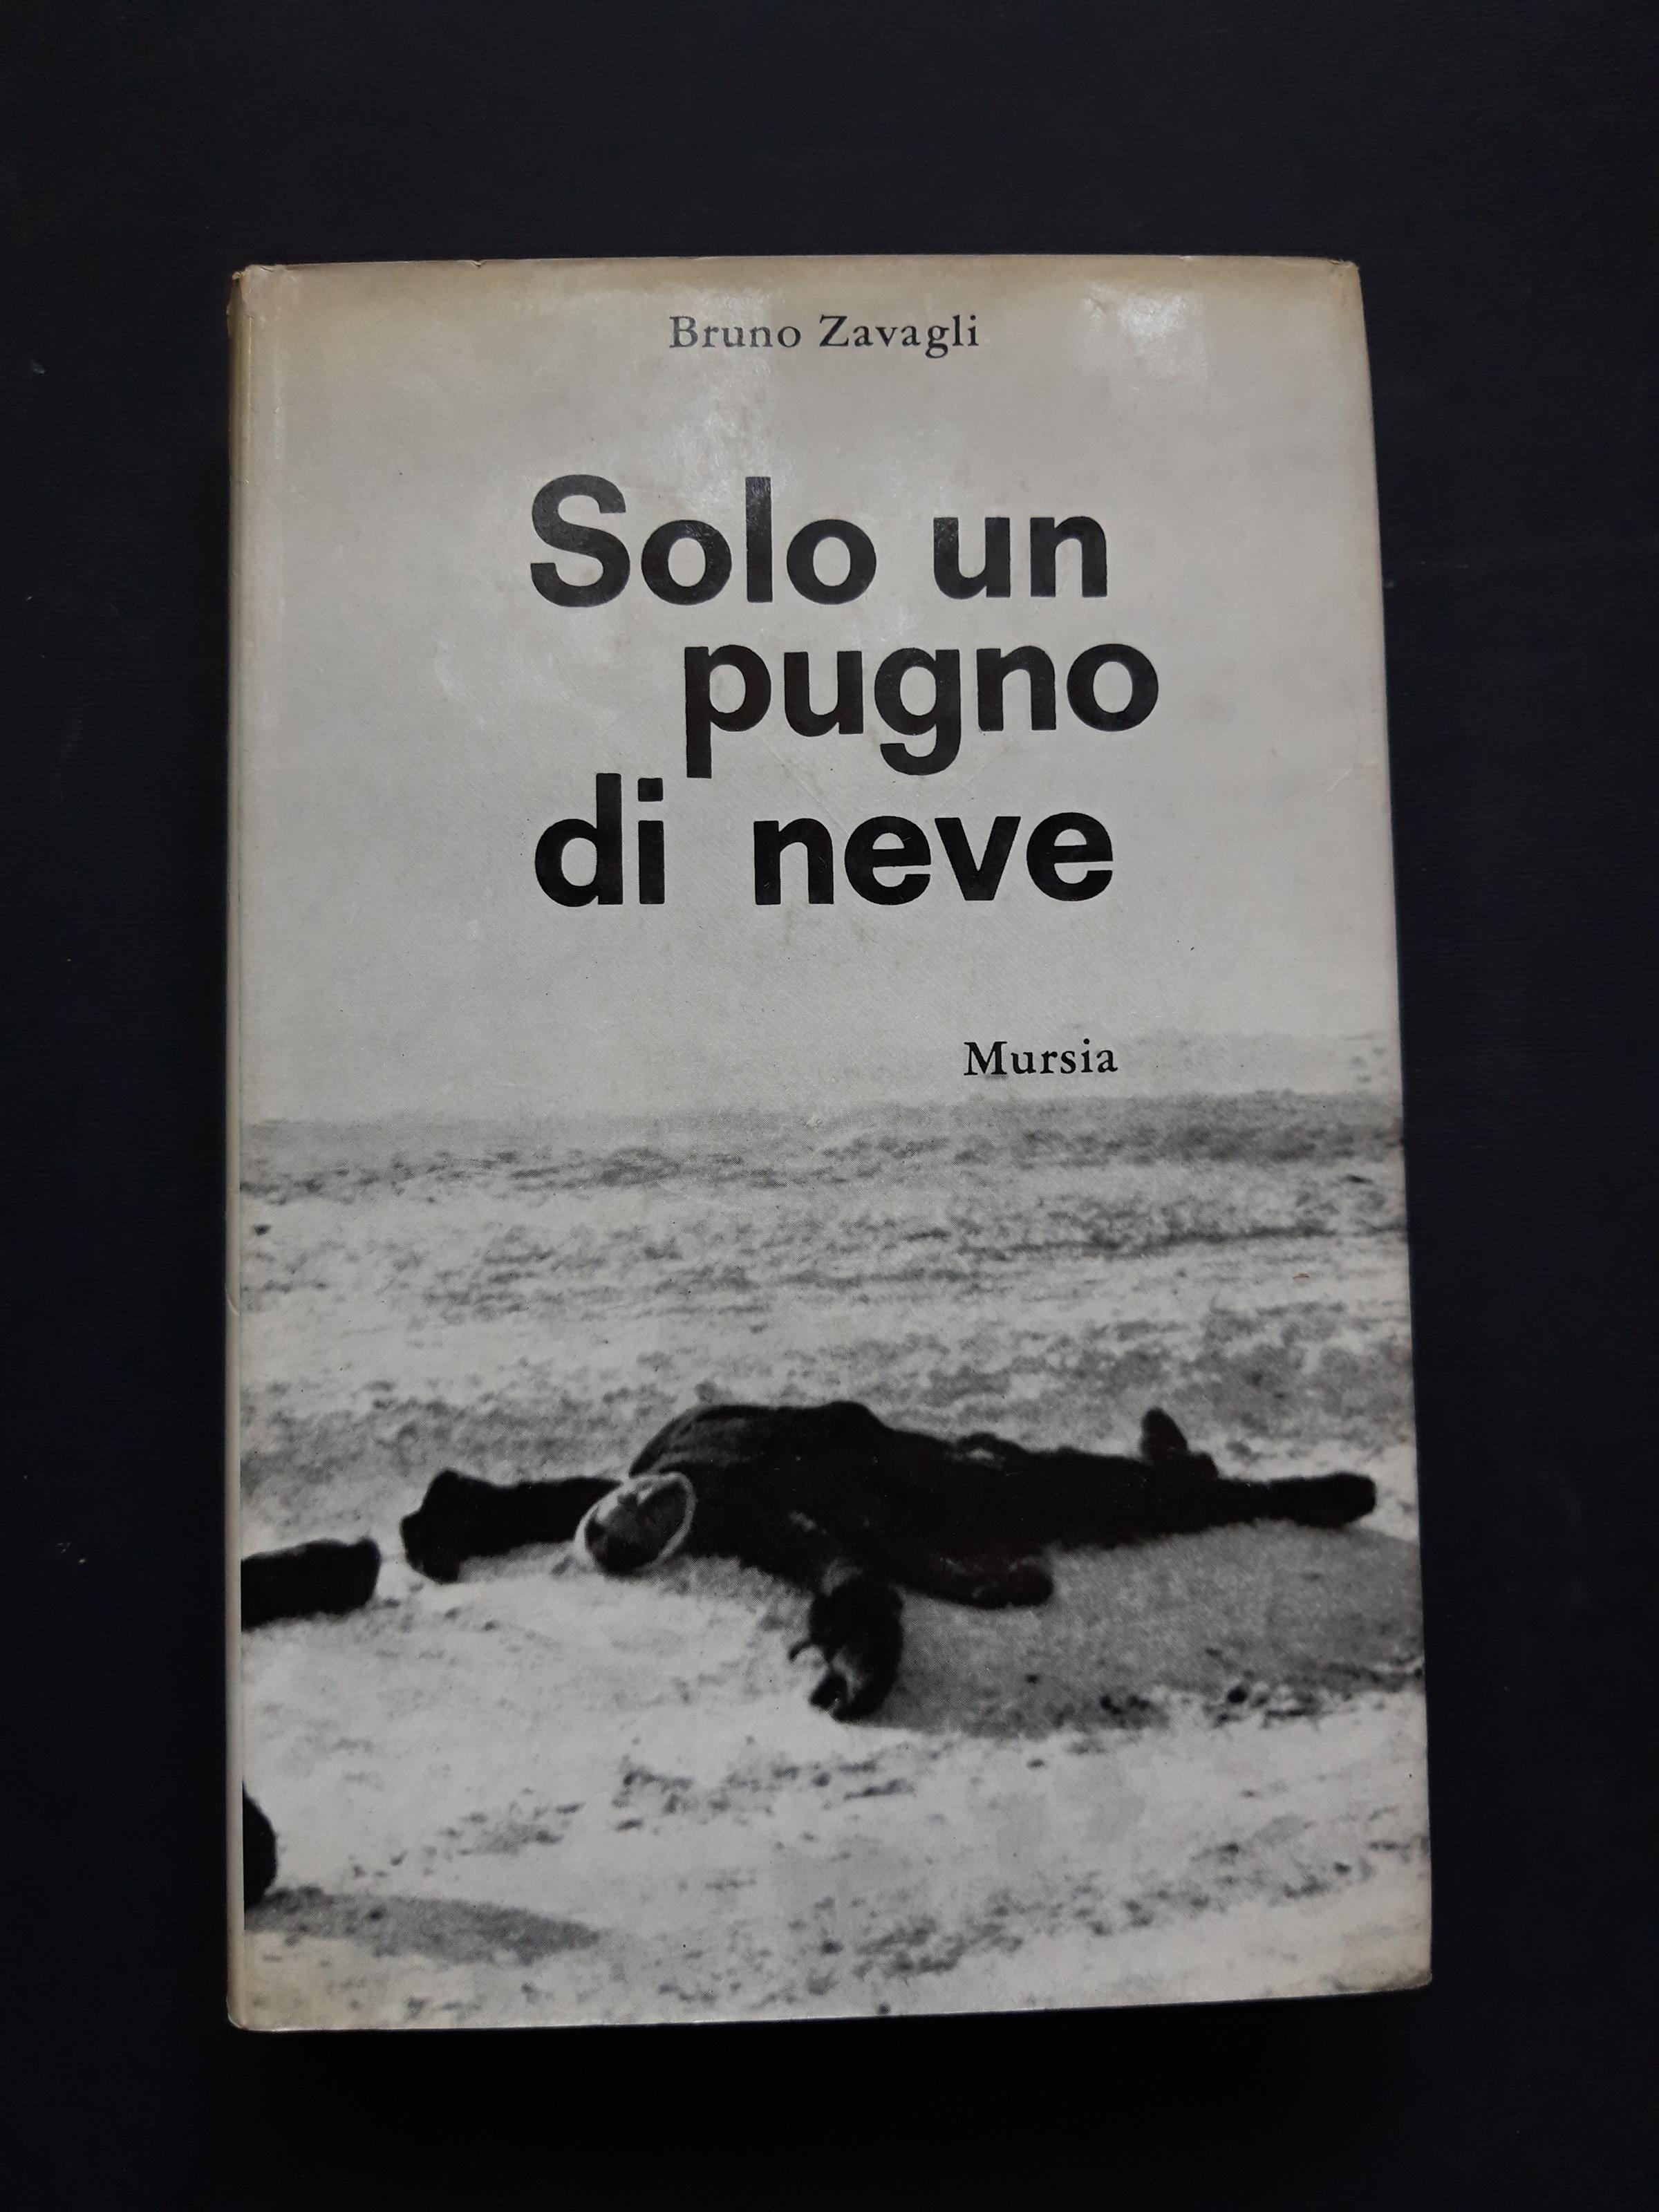 Bruno Zavagli
Solo un
pugno
di neve
Mursia